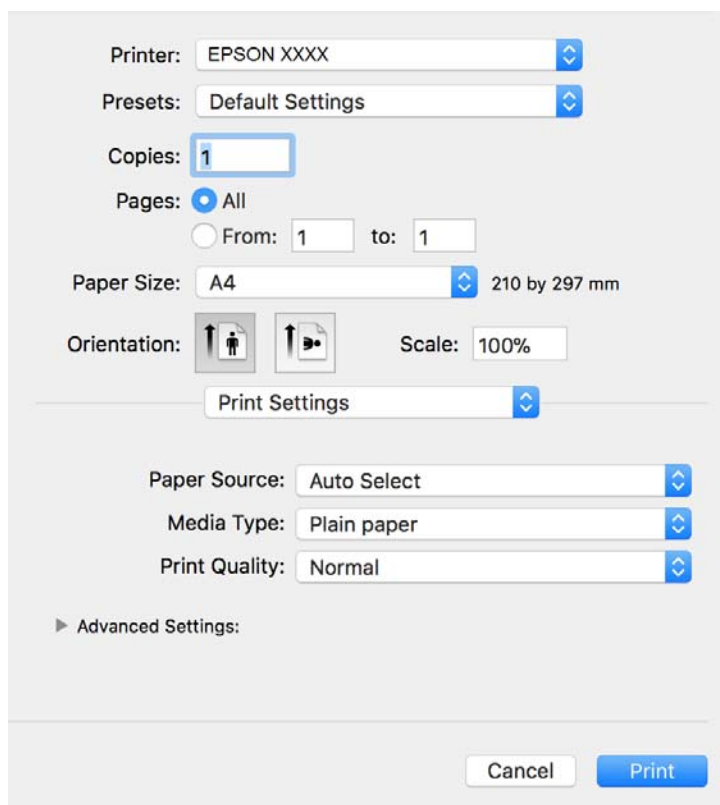 Printer: EPSON XXXX
Presets: Default Settings
Copies: 1
Pages: All
From: 1 to: 1
Paper Size: A4 210 by 297 mm
Orientation: Scale: 100%
Print Settings
Paper Source: Auto Select
Media Type: Plain paper
Print Quality: Normal
Advanced Settings:
Cancel Print